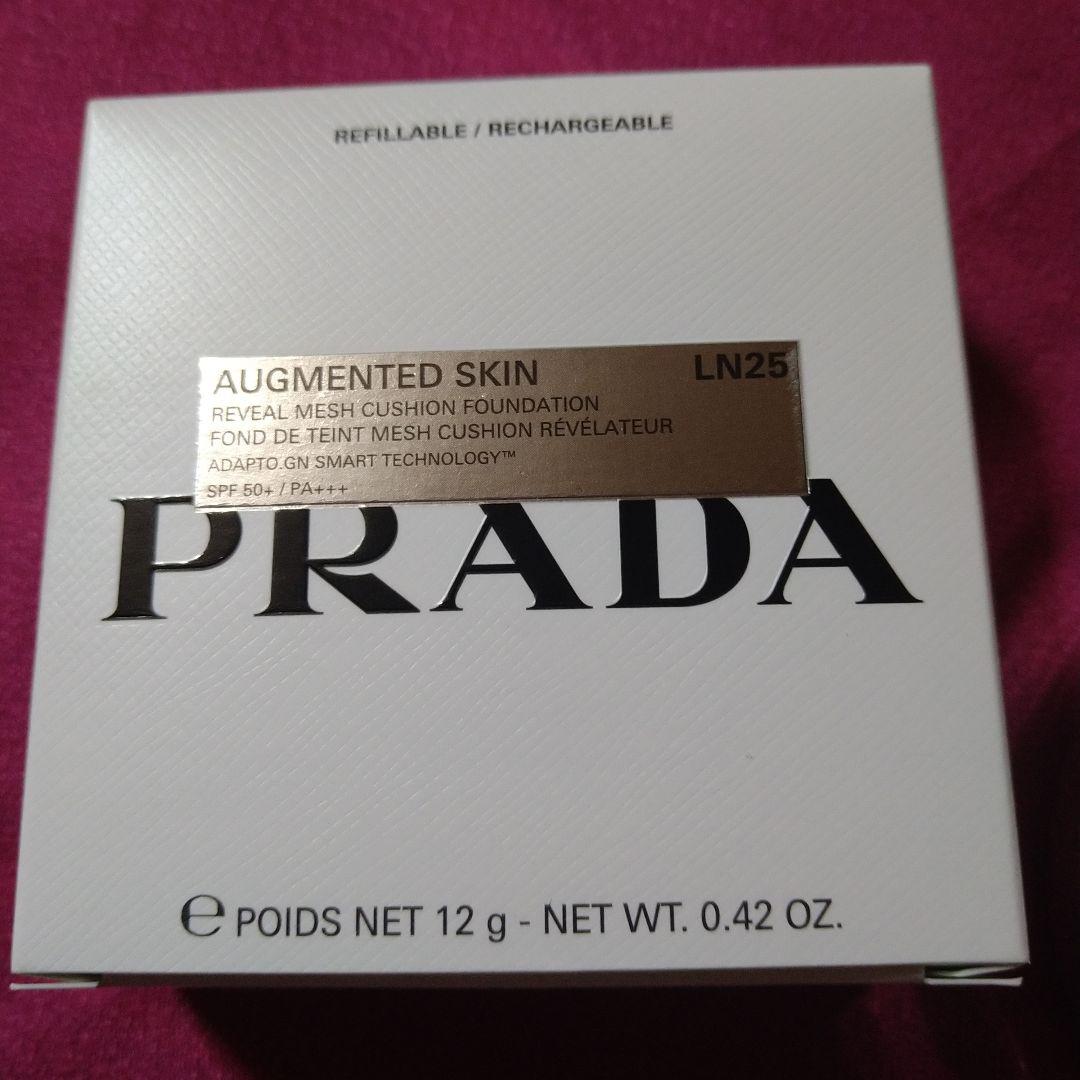 REFILLABLE / RECHARGEABLE
AUGMENTED SKIN LN25
REVEAL MESH CUSHION FOUNDATION
FOND DE TEINT MESH CUSHION RÉVÉLATEUR
ADAPTO.GN SMART TECHNOLOGY™
SPF 50+ / PA+++
PRADA
℮ POIDS NET 12 g - NET WT. 0.42 OZ.